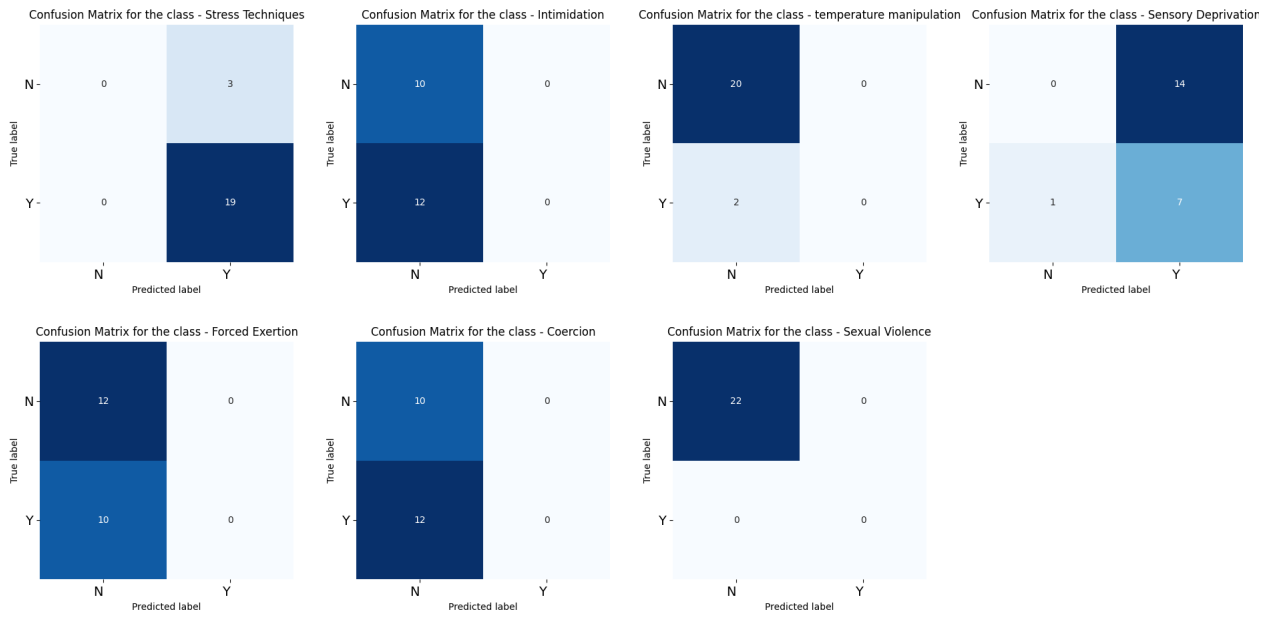 Confusion Matrix for the class - Stress Techniques
N
0
3
True label
Y
0
19
N
Y
Predicted label
Confusion Matrix for the class - Intimidation
N
10
0
True label
Y
12
0
N
Y
Predicted label
Confusion Matrix for the class - temperature manipulation
N
20
0
True label
Y
2
0
N
Y
Predicted label
Confusion Matrix for the class - Sensory Deprivation
N
0
14
True label
Y
1
7
N
Y
Predicted label
Confusion Matrix for the class - Forced Exertion
N
12
0
True label
Y
10
0
N
Y
Predicted label
Confusion Matrix for the class - Coercion
N
10
0
True label
Y
12
0
N
Y
Predicted label
Confusion Matrix for the class - Sexual Violence
N
22
0
True label
Y
0
0
N
Y
Predicted label